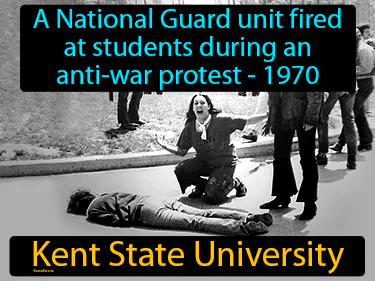 A National Guard unit fired
at students during an
anti-war protest - 1970
Kent State University